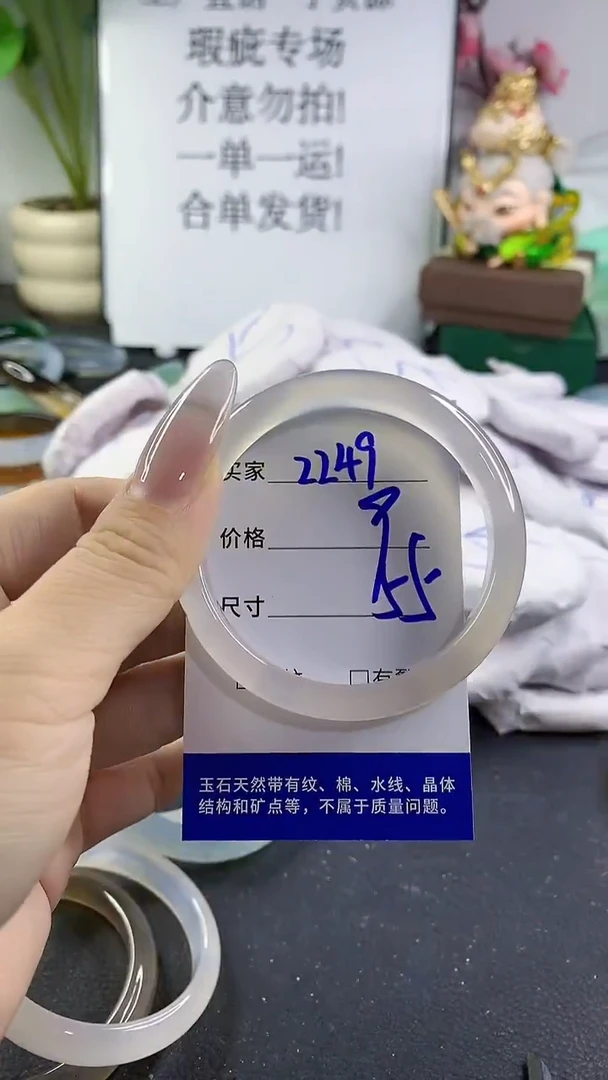 瑕疵专场
介意勿拍!
一单一运!
合单发货!
买家 2249
价格
尺寸 55
玉石天然带有纹、棉、水线、晶体
结构和矿点等，不属于质量问题。